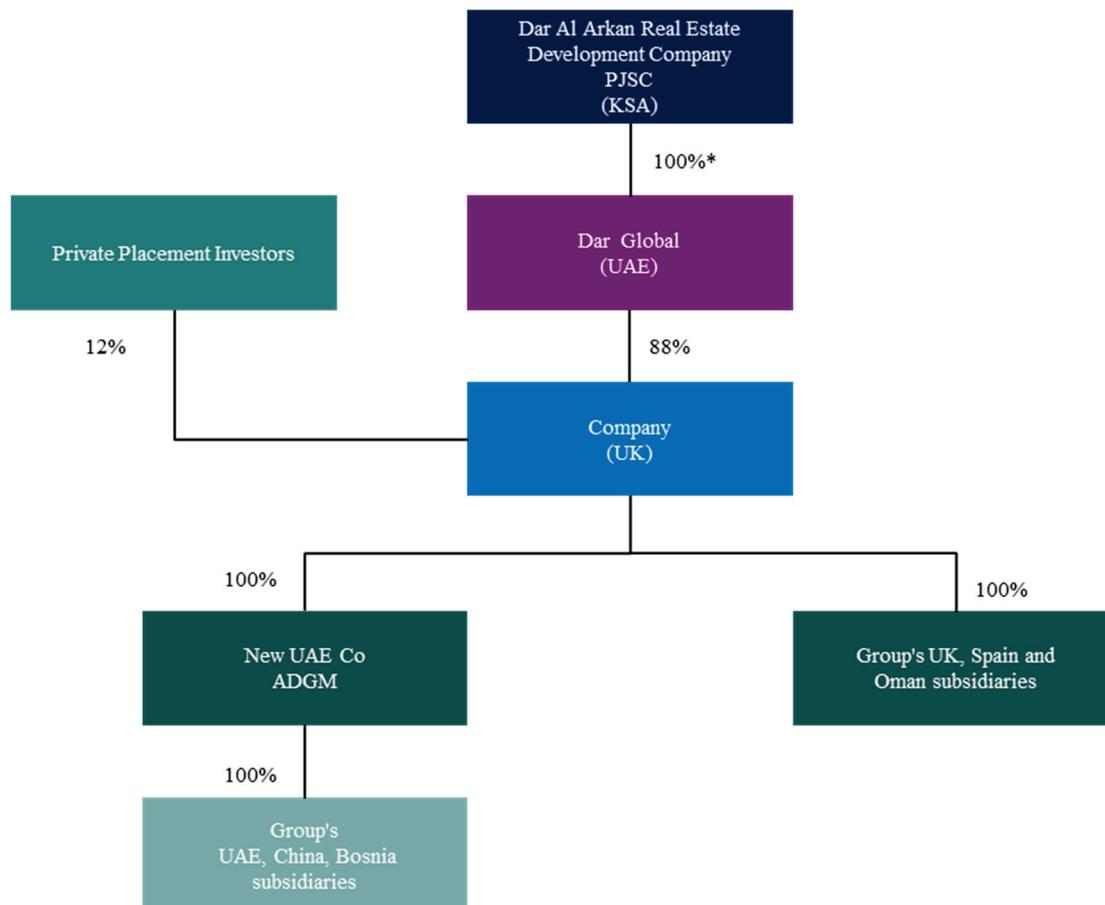 Dar Al Arkan Real Estate
Development Company
PJSC
(KSA)
100%*
Private Placement Investors
Dar Global
(UAE)
12%
88%
Company
(UK)
100%
100%
New UAE Co
ADGM
Group's UK, Spain and
Oman subsidiaries
100%
Group's
UAE, China, Bosnia
subsidiaries